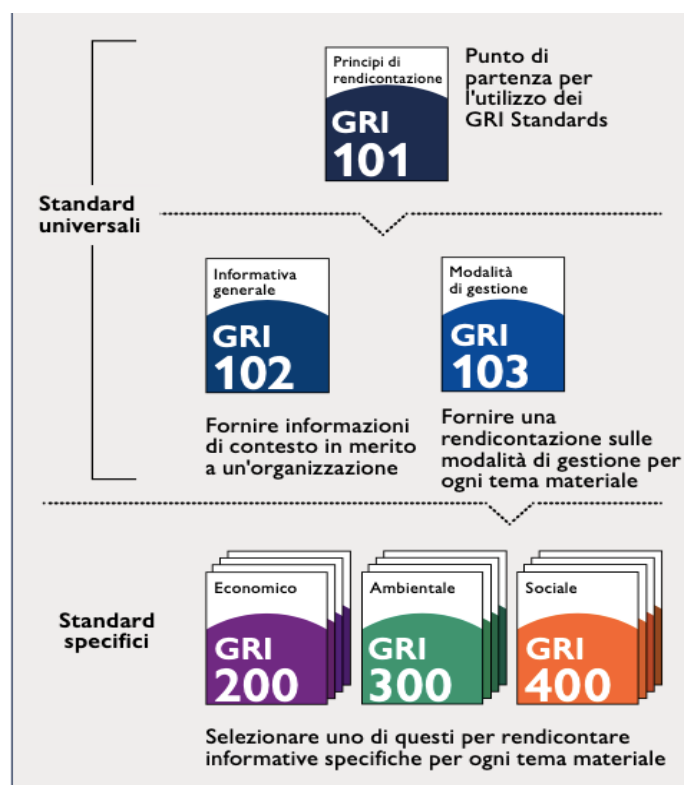 Principi di
rendicontazione
GRI
101
Punto di
partenza per
l'utilizzo dei
GRI Standards
Standard
universali
Informativa
generale
GRI
102
Modalità
di gestione
GRI
103
Fornire informazioni
di contesto in merito
a un'organizzazione
Fornire una
rendicontazione sulle
modalità di gestione per
ogni tema materiale
Standard
specifici
Economico
GRI
200
Ambientale
GRI
300
Sociale
GRI
400
Selezionare uno di questi per rendicontare
informative specifiche per ogni tema materiale